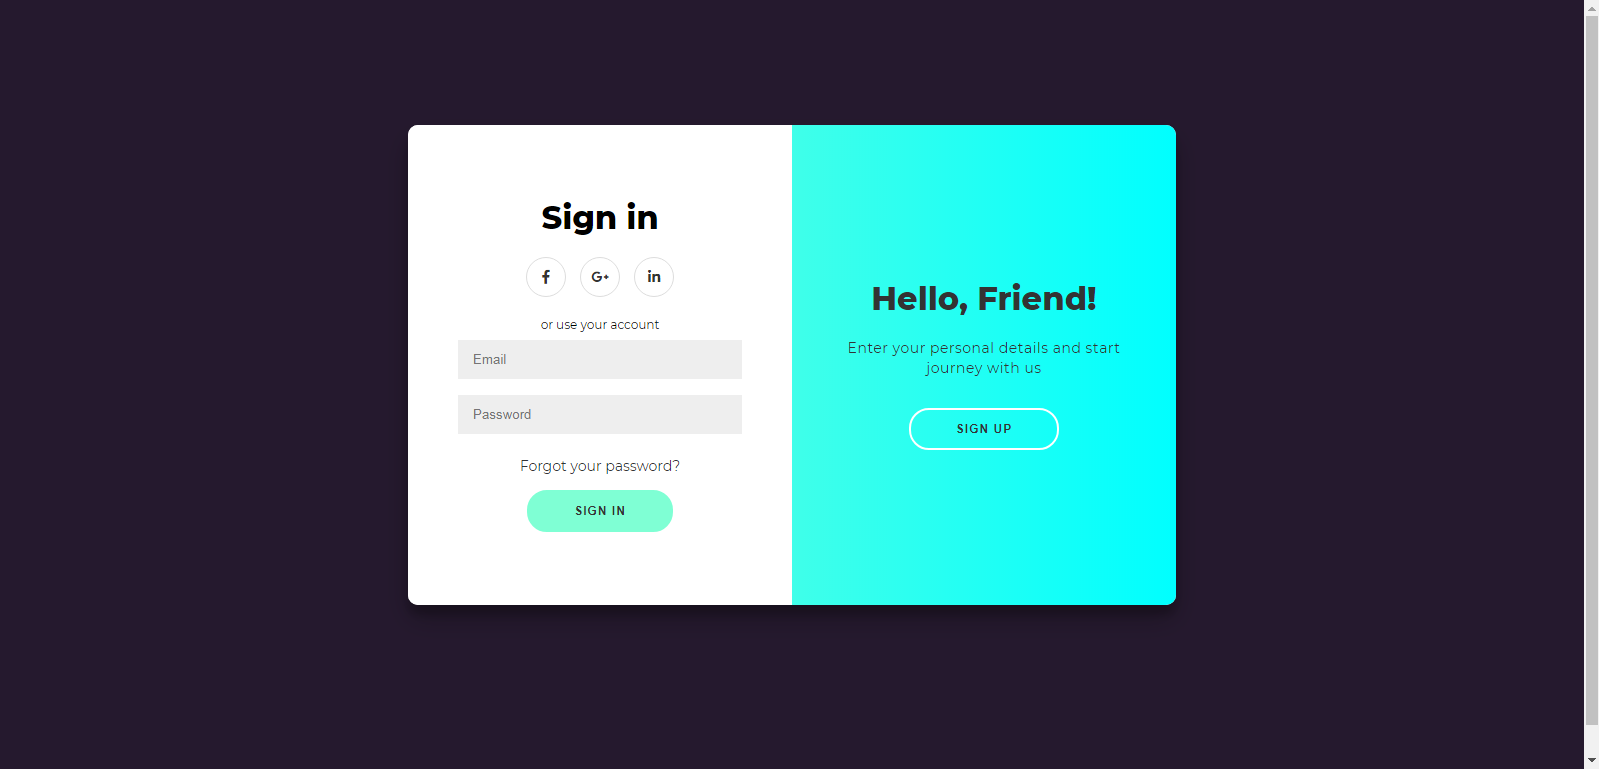 Sign in
f G+ in
or use your account
Email
Password
Forgot your password?
SIGN IN
Hello, Friend!
Enter your personal details and start
journey with us
SIGN UP